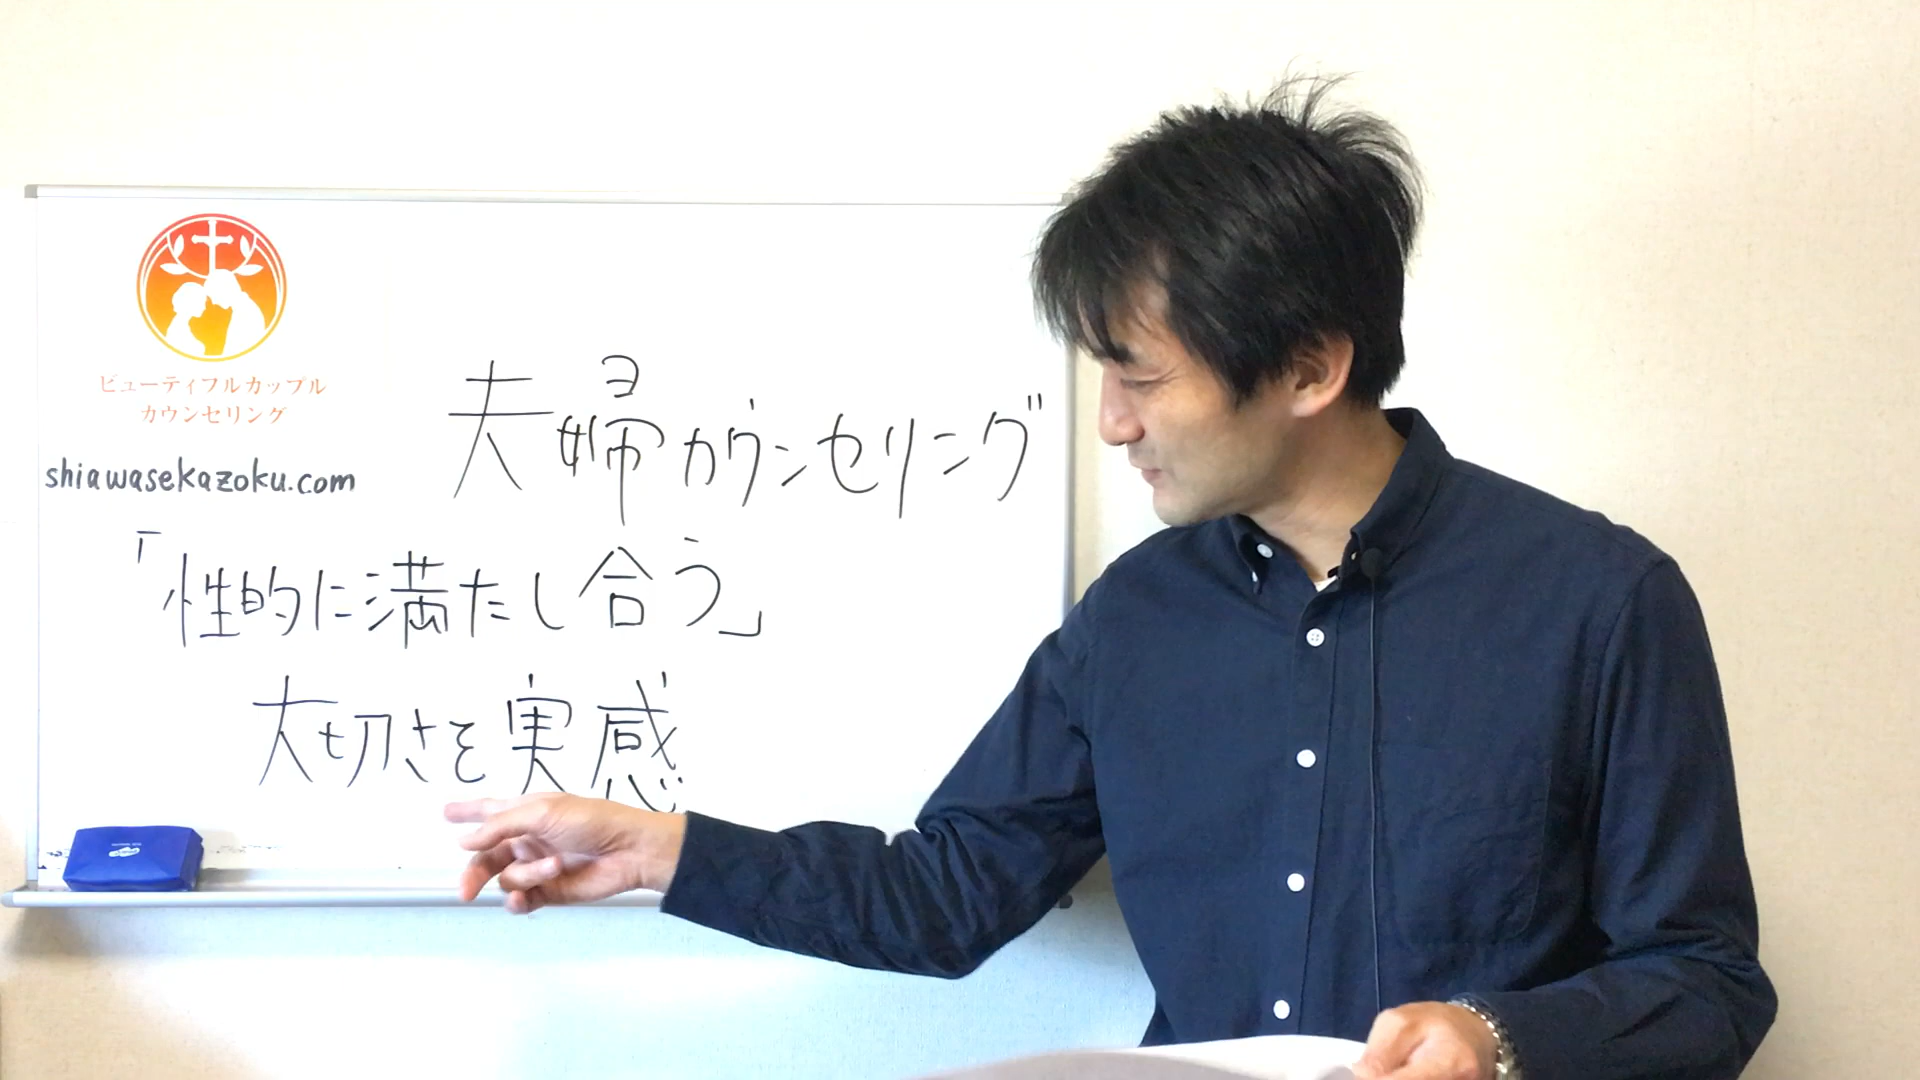 ビューティフルカップル
カウンセリング
shiawasekazoku.com
夫婦カウンセリング
「性的に満たし合う」
大切さを実感